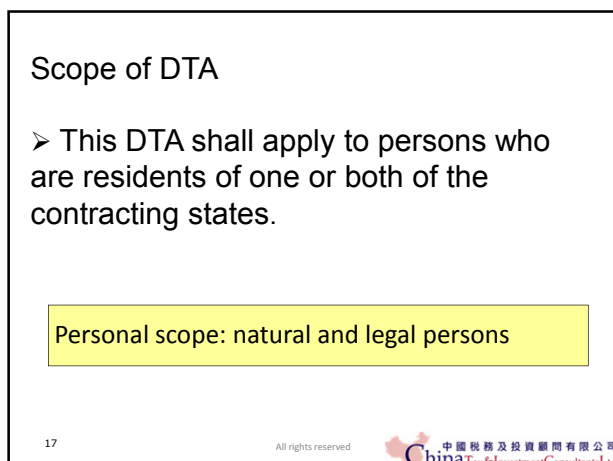 Scope of DTA
➢ This DTA shall apply to persons who
are residents of one or both of the
contracting states.
Personal scope: natural and legal persons
17
All rights reserved
中國稅務及投資顧問有限公司
ChinaTax&InvestmentConsultantsLtd